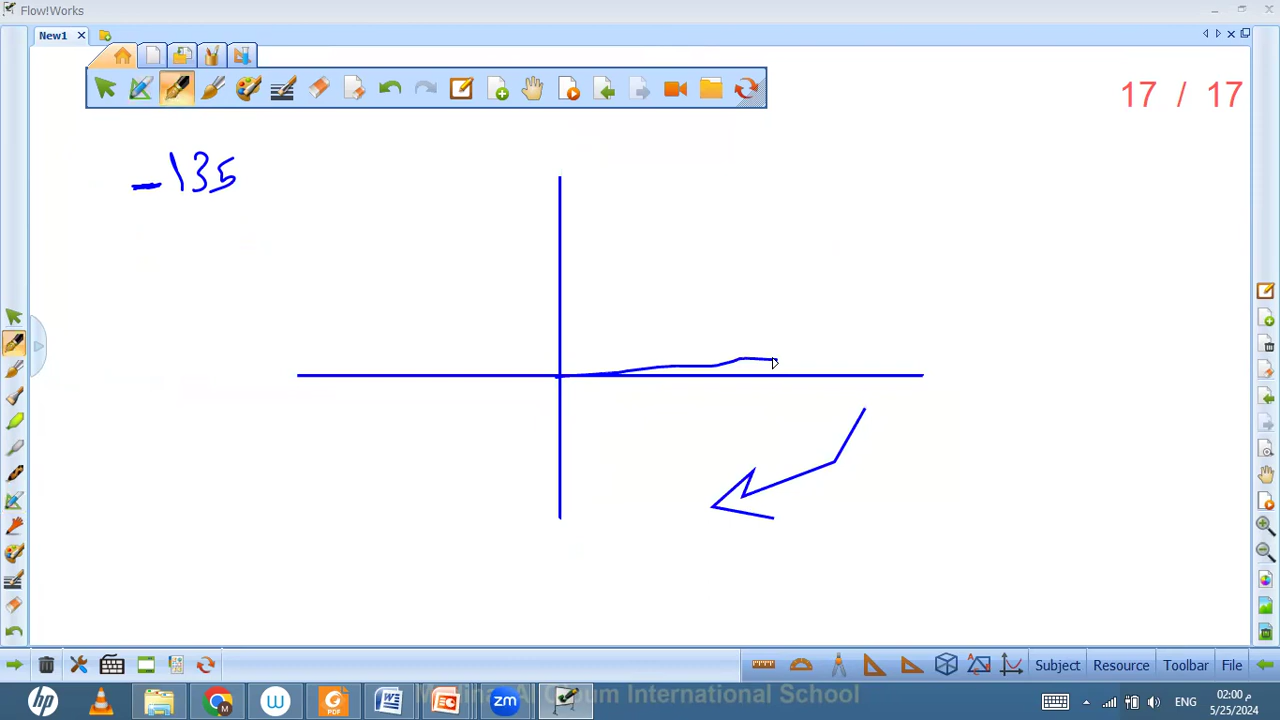 Flow!Works
New1
17 / 17
-135
Subject
Resource
Toolbar
File
International School
ENG
02:00 م
5/25/2024